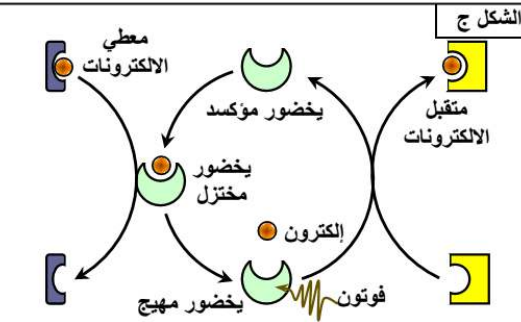 الشكل ج
معطي
الالكترونات
يخضور مؤكسد
متقبل
الالكترونات
يخضور
مختزل
إلكترون
فوتون
يخضور مهيج